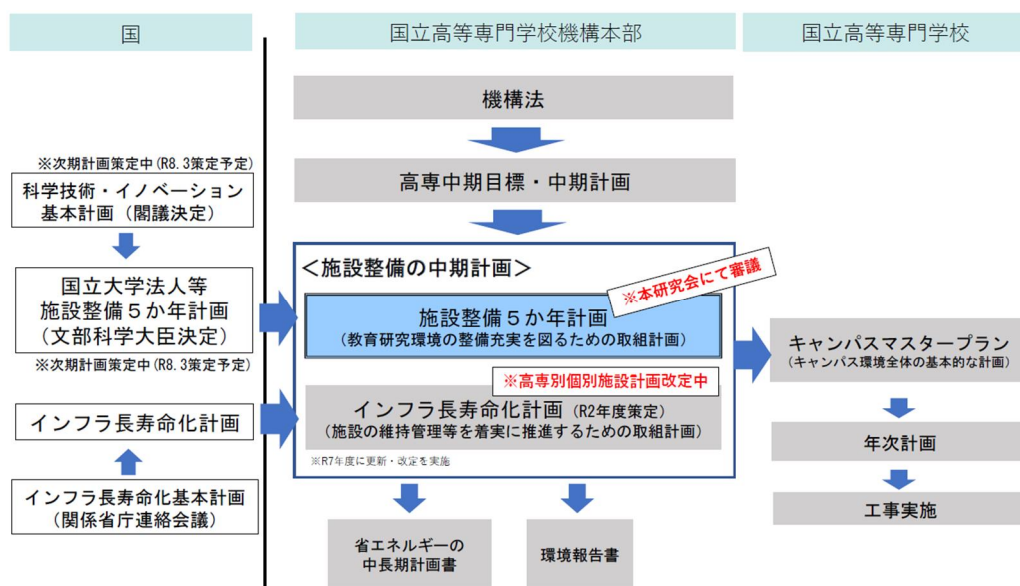 国
国立高等専門学校機構本部
国立高等専門学校
機構法
高専中期目標・中期計画
※次期計画策定中(R8.3策定予定)
科学技術・イノベーション
基本計画（閣議決定）
国立大学法人等
施設整備５か年計画
（文部科学大臣決定）
※次期計画策定中(R8.3策定予定)
インフラ長寿命化計画
インフラ長寿命化基本計画
（関係省庁連絡会議）
＜施設整備の中期計画＞
※本研究会にて審議
施設整備５か年計画
（教育研究環境の整備充実を図るための取組計画）
※高専別個別施設計画改定中
インフラ長寿命化計画（R2年度策定）
（施設の維持管理等を着実に推進するための取組計画）
※R7年度に更新・改定を実施
省エネルギーの
中長期計画書
環境報告書
キャンパスマスタープラン
（キャンパス環境全体の基本的な計画）
年次計画
工事実施